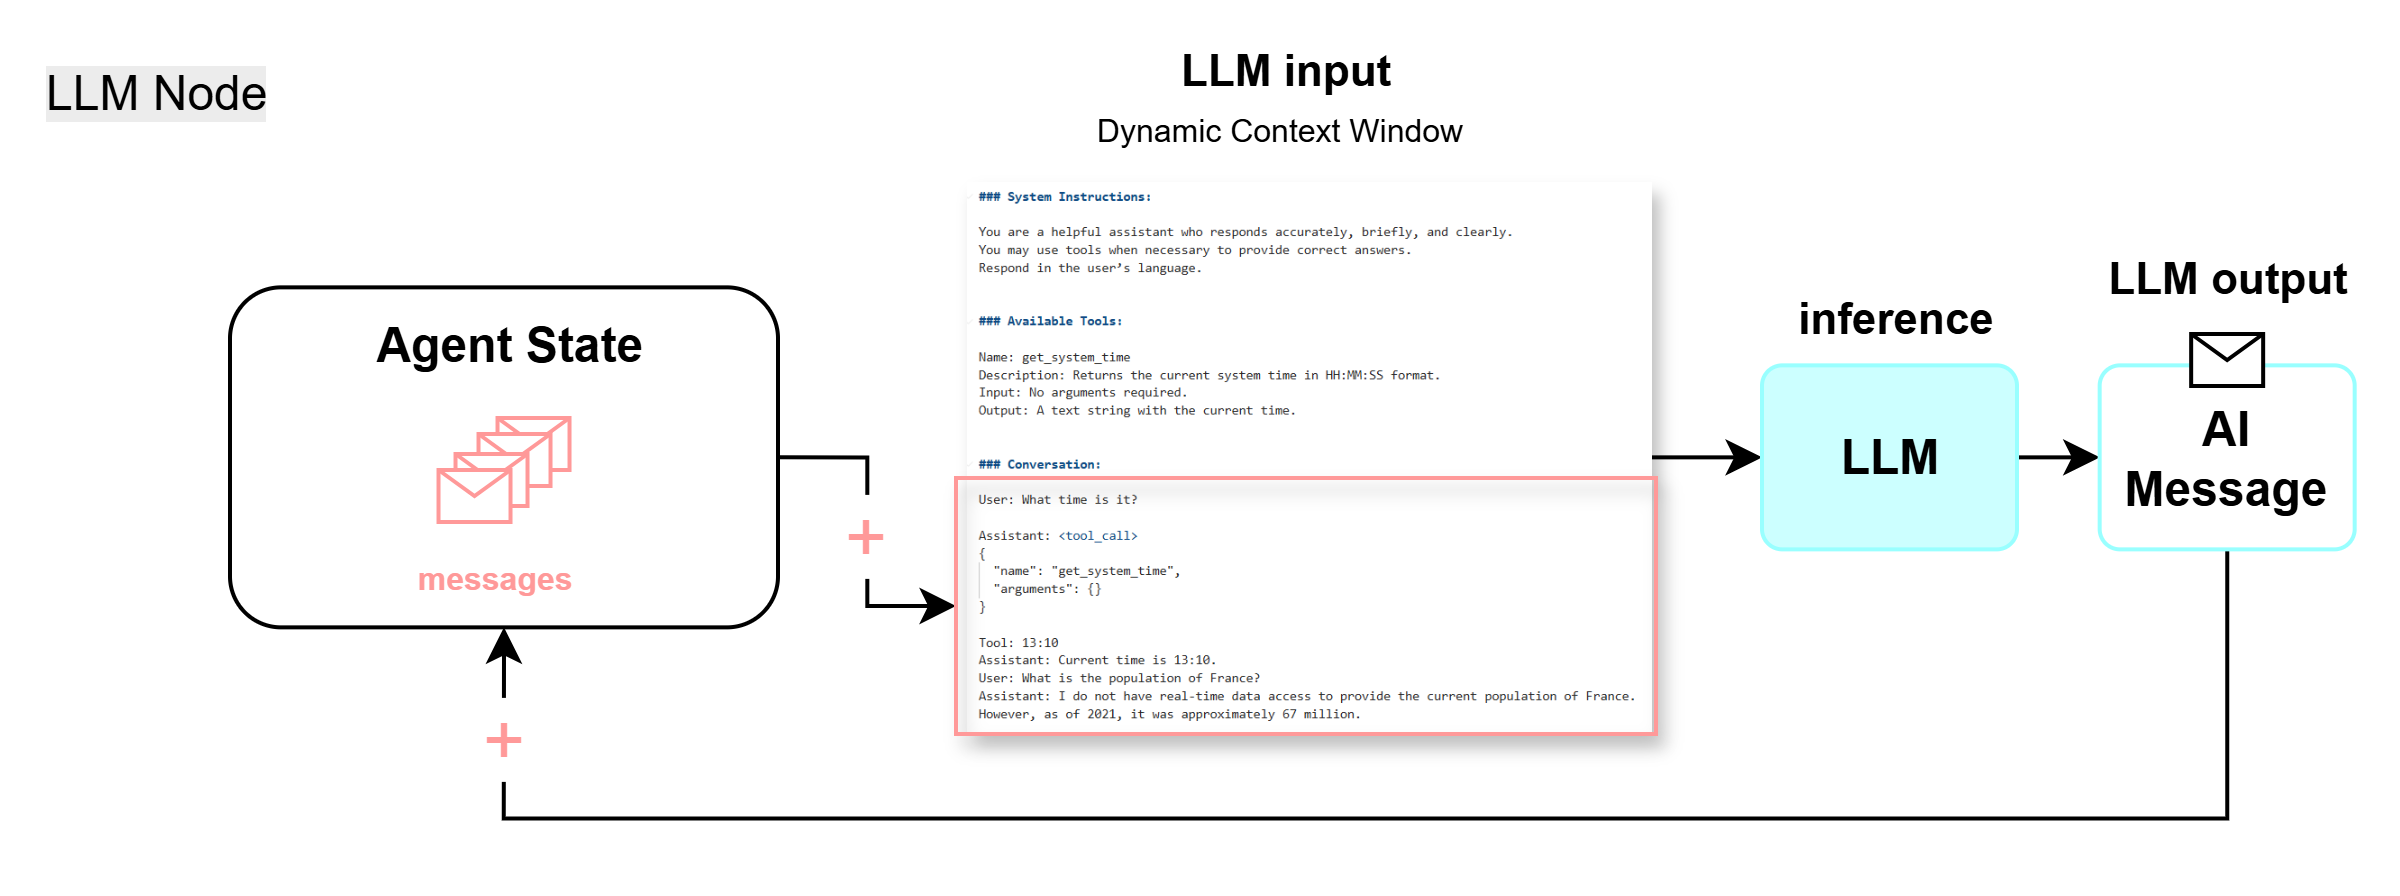 LLM Node
LLM input
Dynamic Context Window
### System Instructions:
You are a helpful assistant who responds accurately, briefly, and clearly.
You may use tools when necessary to provide correct answers.
Respond in the user’s language.
### Available Tools:
Name: get_system_time
Description: Returns the current system time in HH:MM:SS format.
Input: No arguments required.
Output: A text string with the current time.
### Conversation:
User: What time is it?
Assistant: <tool_call>
{
"name": "get_system_time",
"arguments": {}
}
Tool: 13:10
Assistant: Current time is 13:10.
User: What is the population of France?
Assistant: I do not have real-time data access to provide the current population of France.
However, as of 2021, it was approximately 67 million.
Agent State
messages
+
+
inference
LLM
LLM output
AI
Message